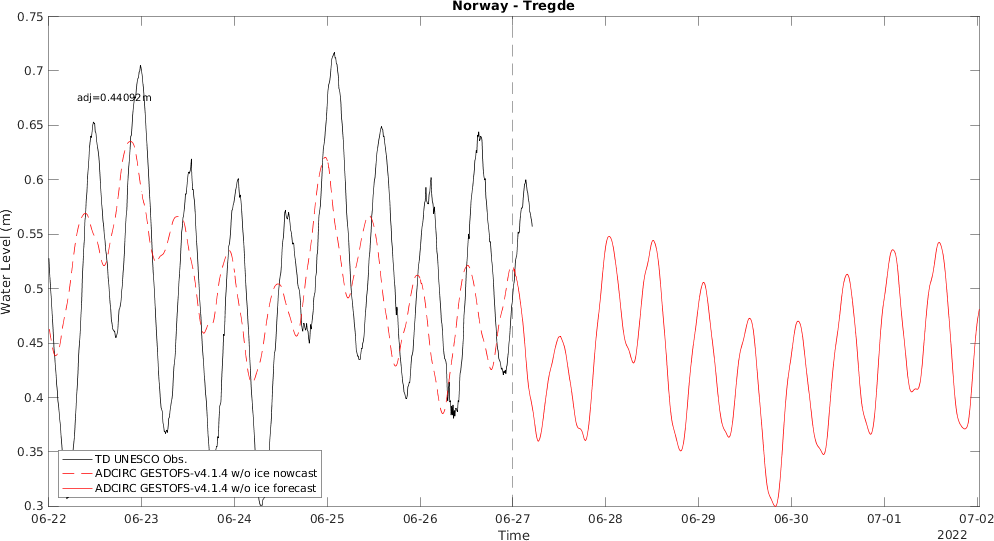 Norway - Tregde
0.75
0.7
0.65
0.6
0.55
0.5
0.45
0.4
0.35
0.3
Water Level (m)
adj=0.44092m
TD UNESCO Obs.
ADCIRC GESTOFS-v4.1.4 w/o ice nowcast
ADCIRC GESTOFS-v4.1.4 w/o ice forecast
06-22 06-23 06-24 06-25 06-26 06-27 06-28 06-29 06-30 07-01 07-02
Time
2022